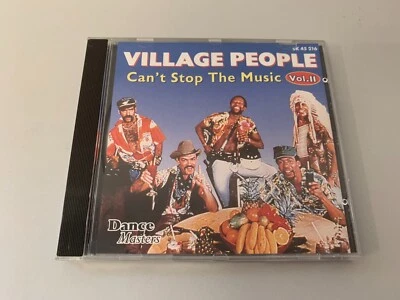 UK 45 216
VILLAGE PEOPLE
Can't Stop The Music Vol.II
Dance
Masters